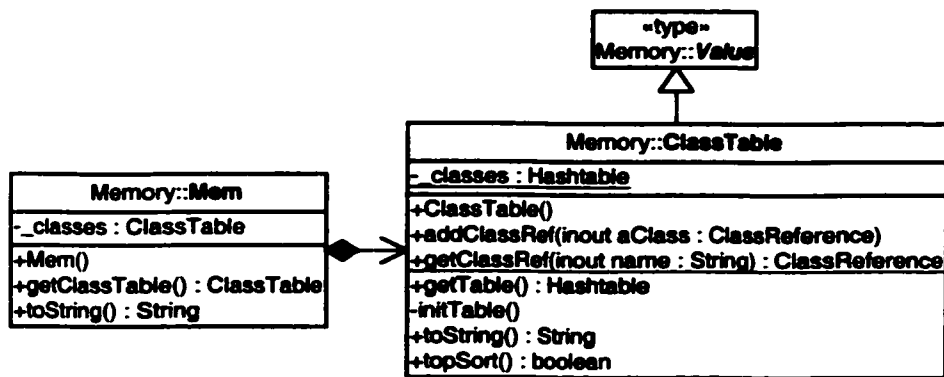 «type»
Memory::Value
Memory::ClassTable
-_classes : Hashtable
+ClassTable()
+addClassRef(inout aClass : ClassReference)
+getClassRef(inout name : String) : ClassReference
+getTable() : Hashtable
-initTable()
+toString() : String
+topSort() : boolean
Memory::Mem
-_classes : ClassTable
+Mem()
+getClassTable() : ClassTable
+toString() : String